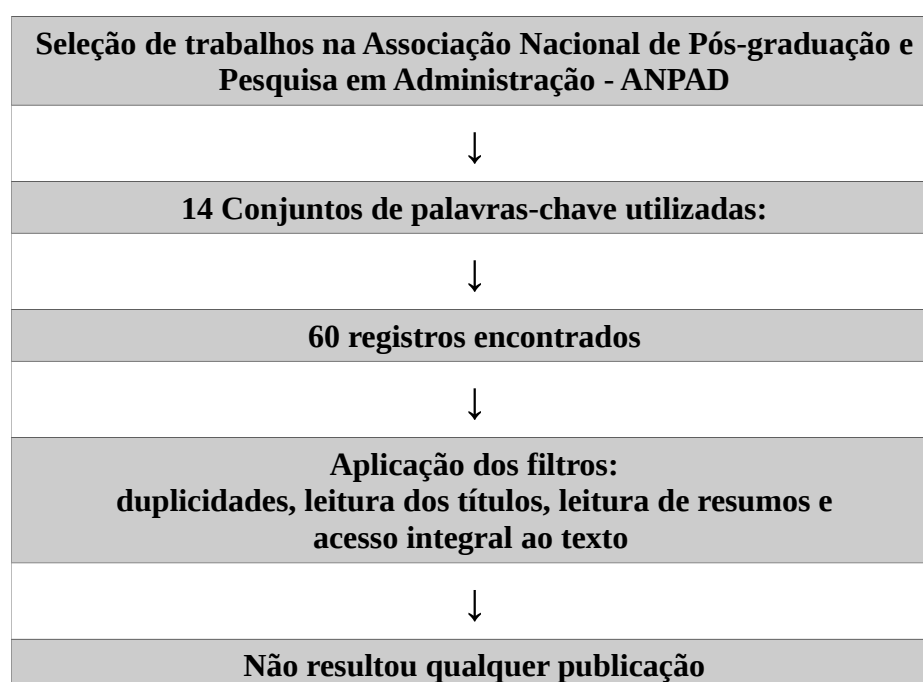 Seleção de trabalhos na Associação Nacional de Pós-graduação e
Pesquisa em Administração - ANPAD
↓
14 Conjuntos de palavras-chave utilizadas:
↓
60 registros encontrados
↓
Aplicação dos filtros:
duplicidades, leitura dos títulos, leitura de resumos e
acesso integral ao texto
↓
Não resultou qualquer publicação